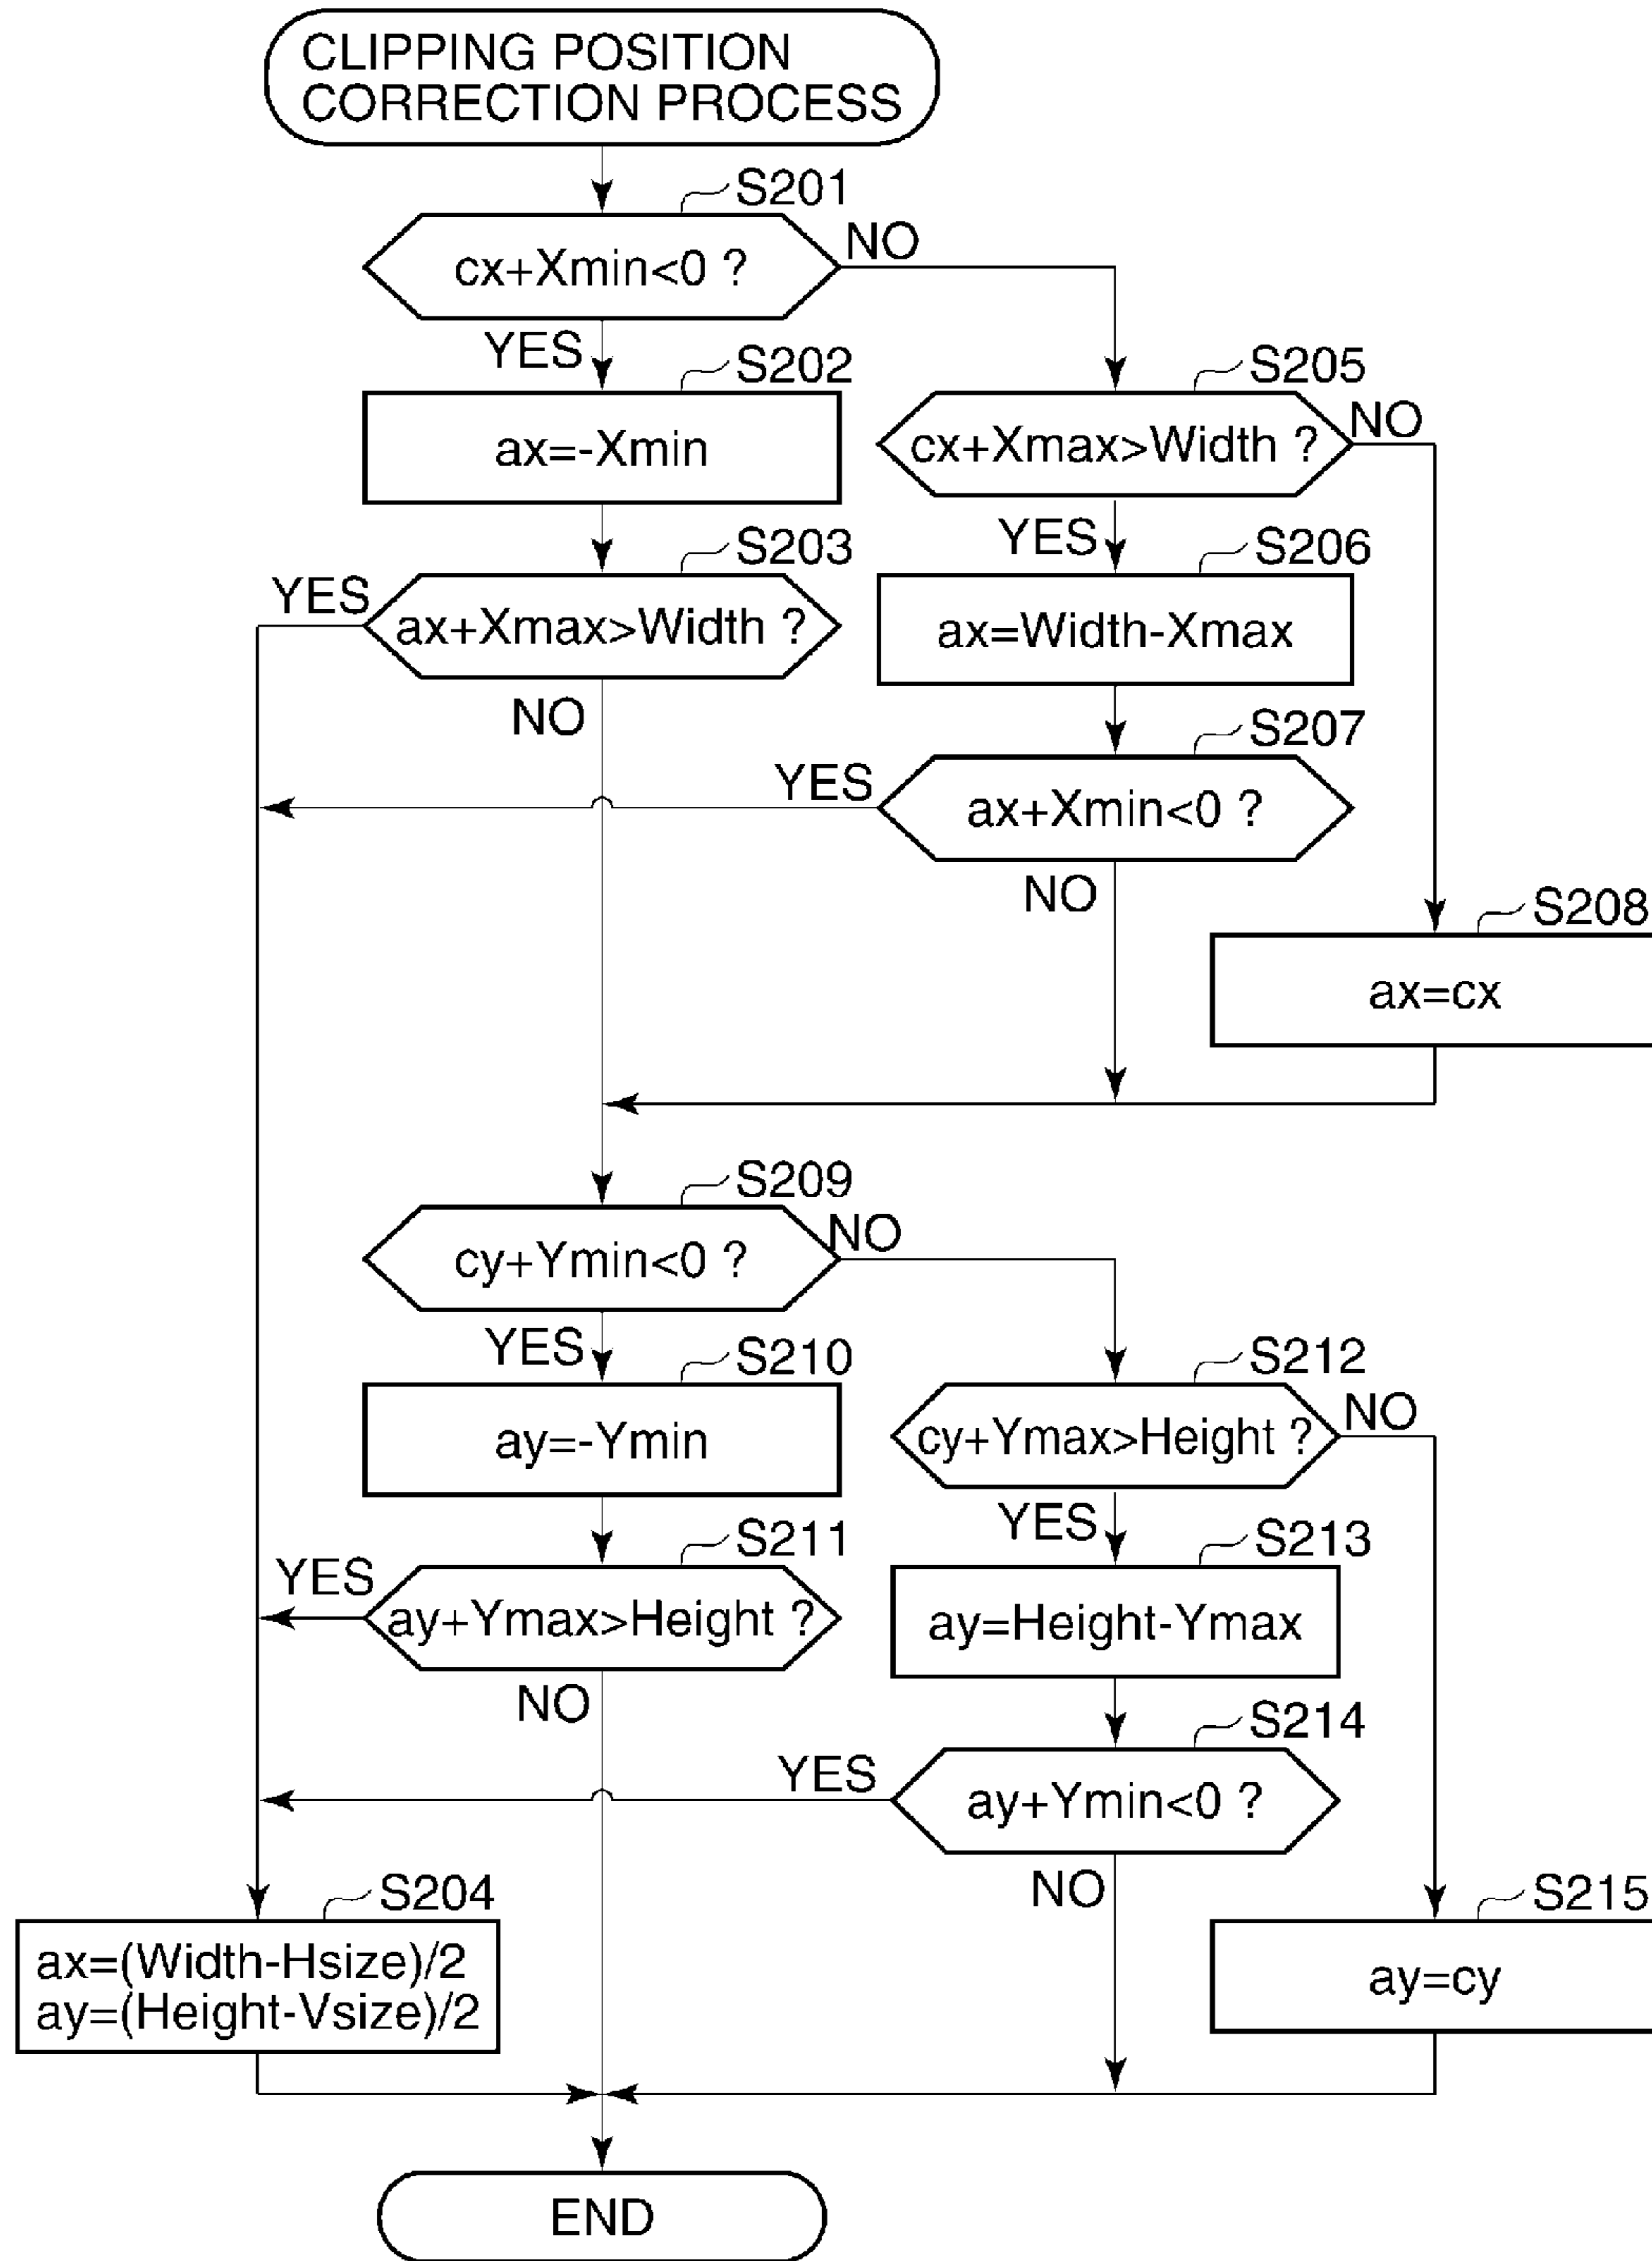 CLIPPING POSITION
CORRECTION PROCESS
S201
cx+Xmin<0 ?
NO
YES
S202
ax=-Xmin
S205
cx+Xmax>Width ?
NO
YES
S203
ax+Xmax>Width ?
YES
NO
S206
ax=Width-Xmax
S207
ax+Xmin<0 ?
YES
NO
S208
ax=cx
S209
cy+Ymin<0 ?
NO
YES
S210
ay=-Ymin
S212
cy+Ymax>Height ?
NO
YES
S211
ay+Ymax>Height ?
YES
NO
S213
ay=Height-Ymax
S214
ay+Ymin<0 ?
YES
NO
S204
ax=(Width-Hsize)/2
ay=(Height-Vsize)/2
S215
ay=cy
END